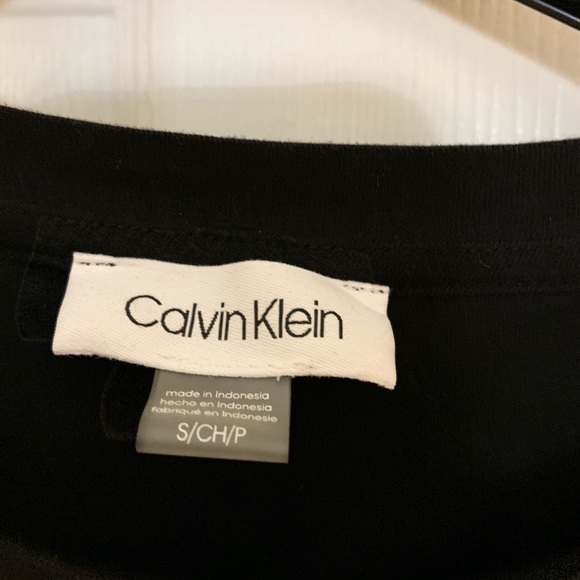 Calvin Klein
made in Indonesia
hecho en Indonesia
fabriqué en Indonesie
S/CH/P